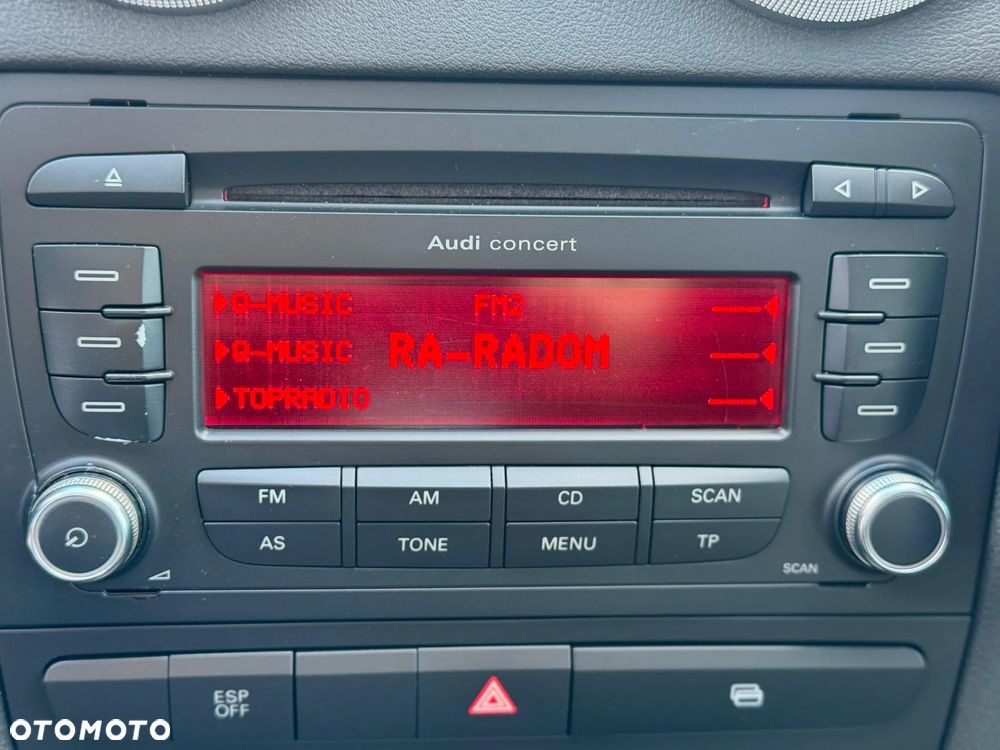 Audi concert
Q-MUSIC FM2
Q-MUSIC RA-RADOM
TOPRADIO
FM AM CD SCAN
AS TONE MENU TP
SCAN
ESP
OFF
OTOMOTO